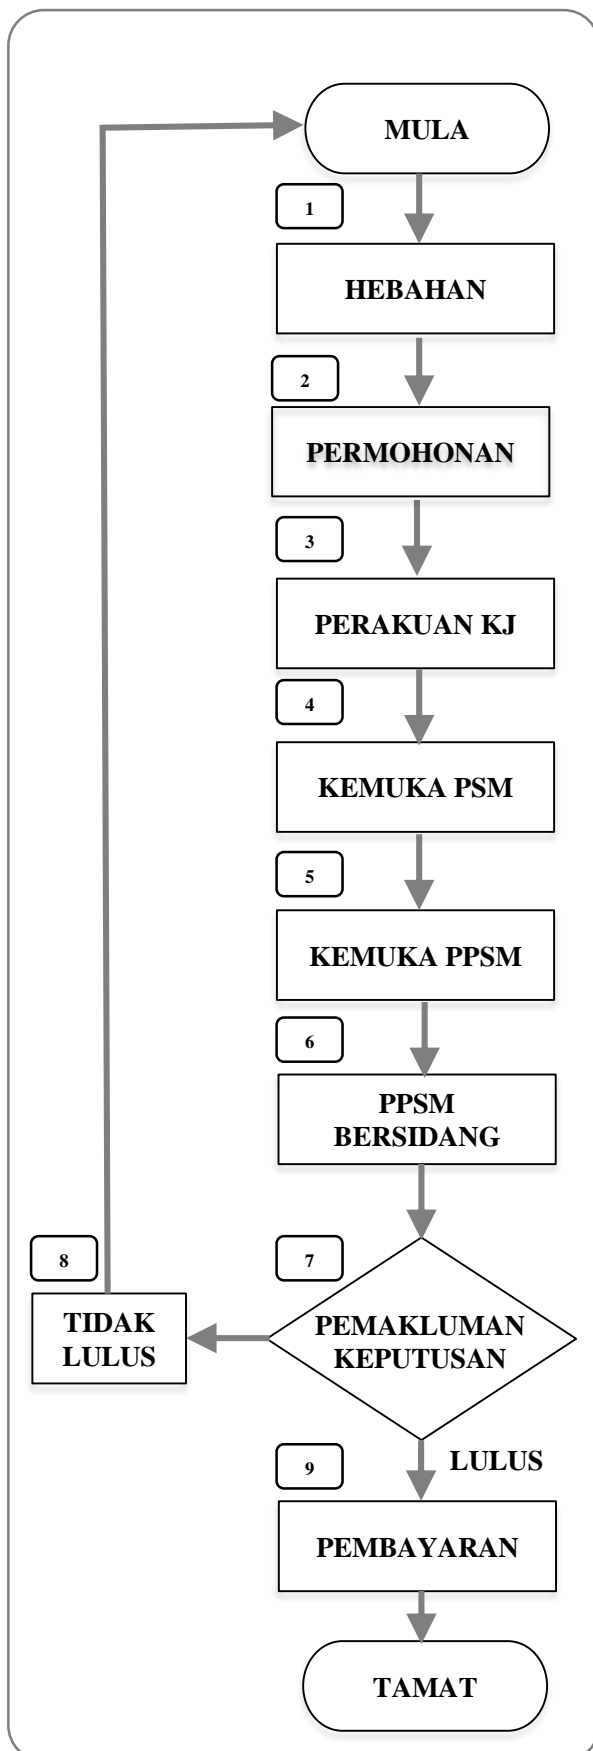 MULA
1
HEBAHAN
2
PERMOHONAN
3
PERAKUAN KJ
4
KEMUKA PSM
5
KEMUKA PPSM
6
PPSM
BERSIDANG
7
PEMAKLUMAN
KEPUTUSAN
8
TIDAK
LULUS
9
LULUS
PEMBAYARAN
TAMAT